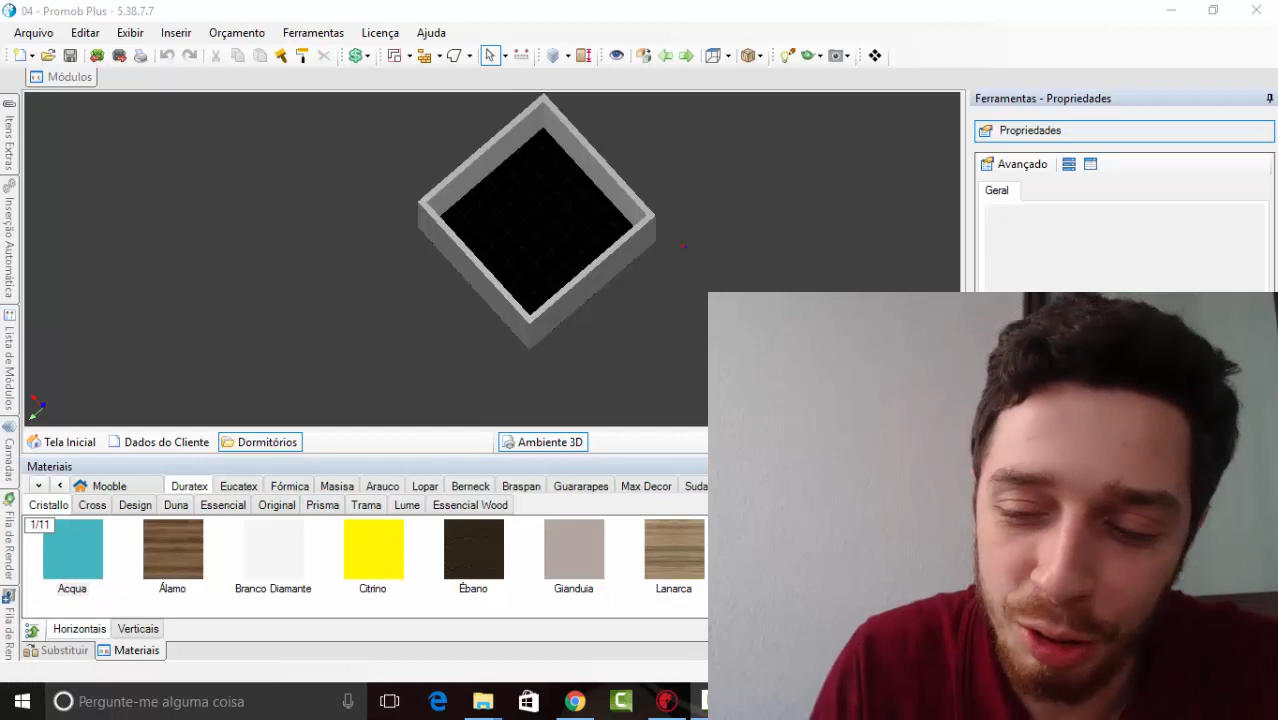 04 - Promob Plus - 5.38.7.7
Arquivo Editar Exibir Inserir Orçamento Ferramentas Licença Ajuda
Módulos
Ferramentas - Propriedades
Propriedades
Avançado
Geral
Itens Extras
Inserção Automática
Lista de Módulos
Camadas
Fila de Render
Fila de Ren
Tela Inicial Dados do Cliente Dormitórios Ambiente 3D
Materiais
Mooble Duratex Eucatex Fórmica Masisa Arauco Lopar Berneck Braspan Guararapes Max Decor Suda
Cristallo Cross Design Duna Essencial Original Prisma Trama Lume Essencial Wood
1/11
Acqua Álamo Branco Diamante Citrino Ébano Gianduia Lanarca
Horizontais Verticais
Substituir Materiais
Pergunte-me alguma coisa